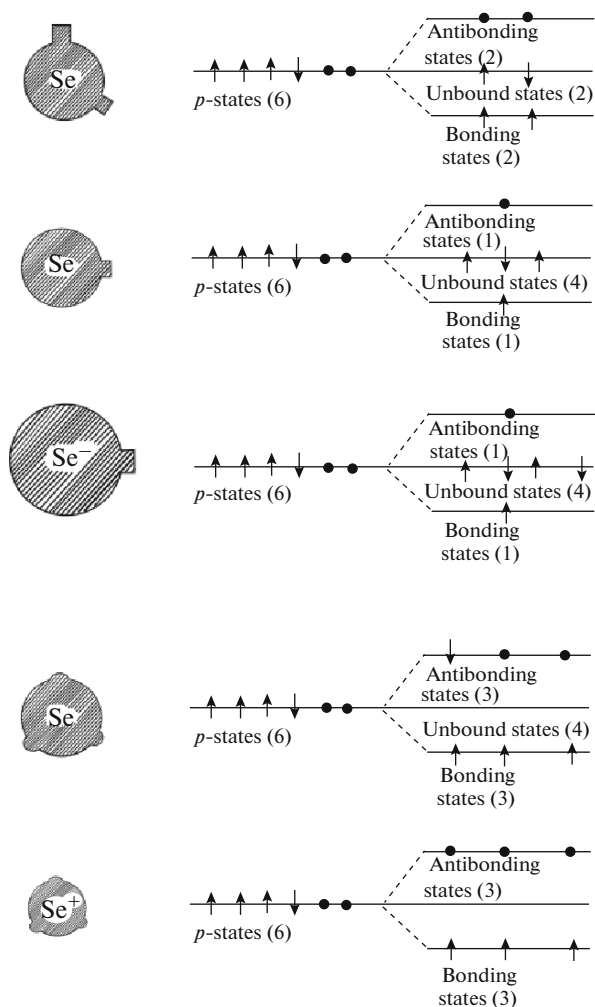 Antibonding
states (2)
Se
p-states (6)
Unbound states (2)
Bonding
states (2)
Antibonding
states (1)
Se
p-states (6)
Unbound states (4)
Bonding
states (1)
Antibonding
states (1)
Se⁻
p-states (6)
Unbound states (4)
Bonding
states (1)
Antibonding
states (3)
Se
p-states (6)
Unbound states (4)
Bonding
states (3)
Antibonding
states (3)
Se⁺
p-states (6)
Bonding
states (3)